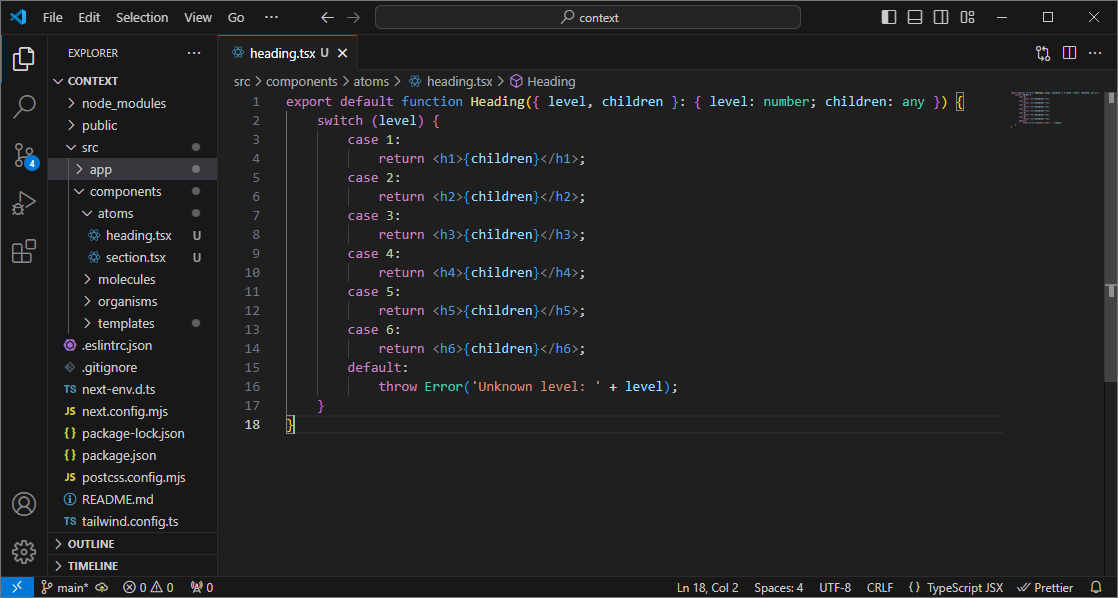 File Edit Selection View Go ··· context
EXPLORER ···
CONTEXT
node_modules
public
src
app
components
atoms
heading.tsx U
section.tsx U
molecules
organisms
templates
.eslintrc.json
.gitignore
TS next-env.d.ts
JS next.config.mjs
{} package-lock.json
{} package.json
JS postcss.config.mjs
README.md
TS tailwind.config.ts
OUTLINE
TIMELINE
4
heading.tsx U
src > components > atoms > heading.tsx > Heading
1 export default function Heading({ level, children }: { level: number; children: any }) {
2 switch (level) {
3 case 1:
4 return <h1>{children}</h1>;
5 case 2:
6 return <h2>{children}</h2>;
7 case 3:
8 return <h3>{children}</h3>;
9 case 4:
10 return <h4>{children}</h4>;
11 case 5:
12 return <h5>{children}</h5>;
13 case 6:
14 return <h6>{children}</h6>;
15 default:
16 throw Error('Unknown level: ' + level);
17 }
18 }
main* 0 0 0 Ln 18, Col 2 Spaces: 4 UTF-8 CRLF {} TypeScript JSX Prettier